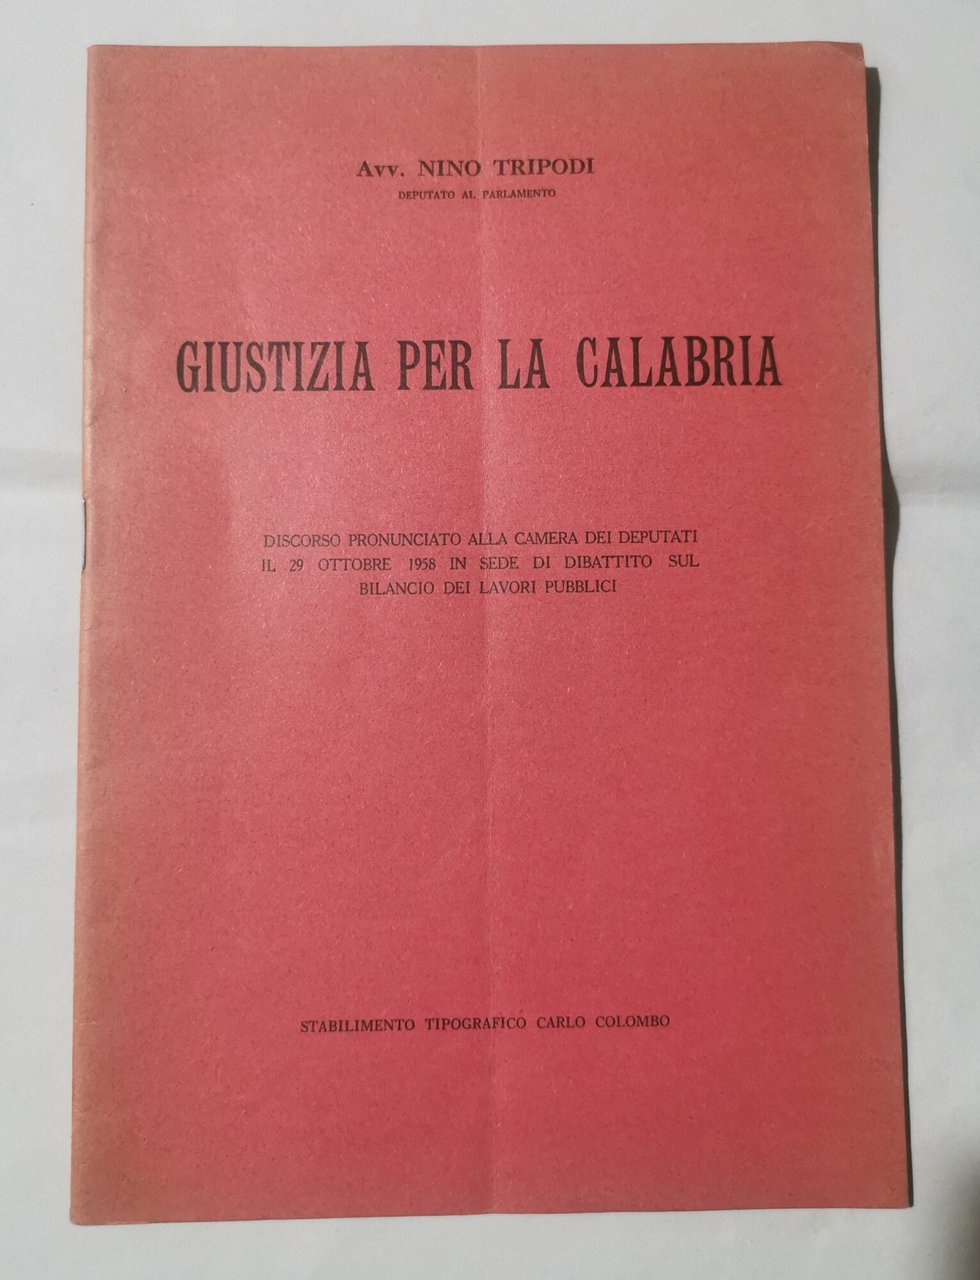 Avv. NINO TRIPODI
DEPUTATO AL PARLAMENTO
GIUSTIZIA PER LA CALABRIA
DISCORSO PRONUNCIATO ALLA CAMERA DEI DEPUTATI
IL 29 OTTOBRE 1958 IN SEDE DI DIBATTITO SUL
BILANCIO DEI LAVORI PUBBLICI
STABILIMENTO TIPOGRAFICO CARLO COLOMBO